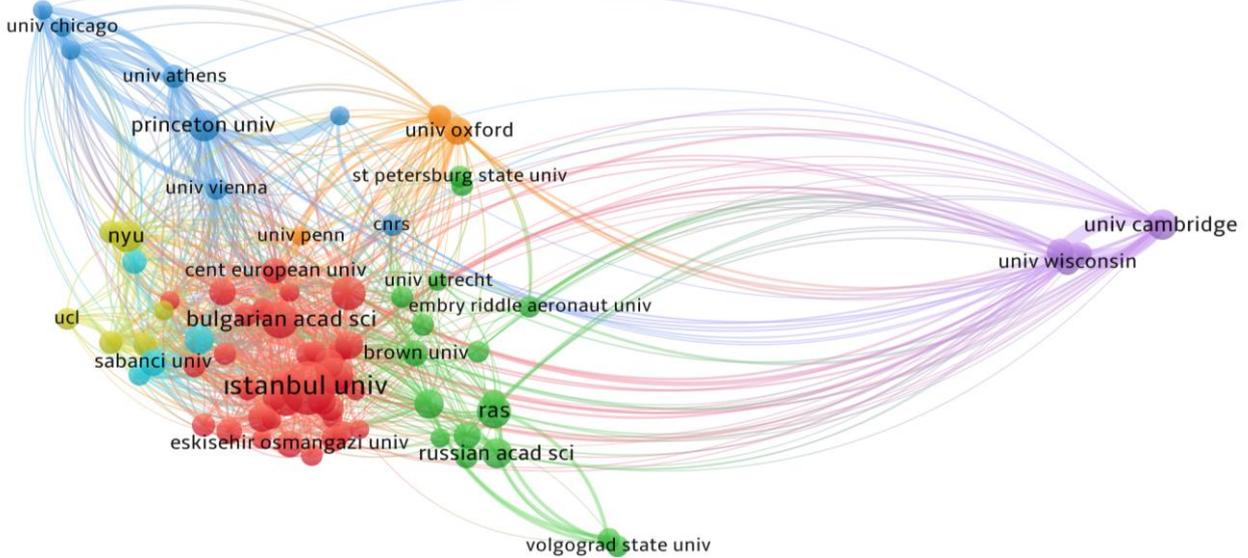 univ chicago
univ athens
princeton univ
univ oxford
st petersburg state univ
univ vienna
cnrs
univ cambridge
nyu
univ penn
univ wisconsin
cent european univ
univ utrecht
embry riddle aeronaut univ
ucl
bulgarian acad sci
brown univ
sabanci univ
ıstanbul univ
ras
eskisehir osmangazi univ
russian acad sci
volgograd state univ